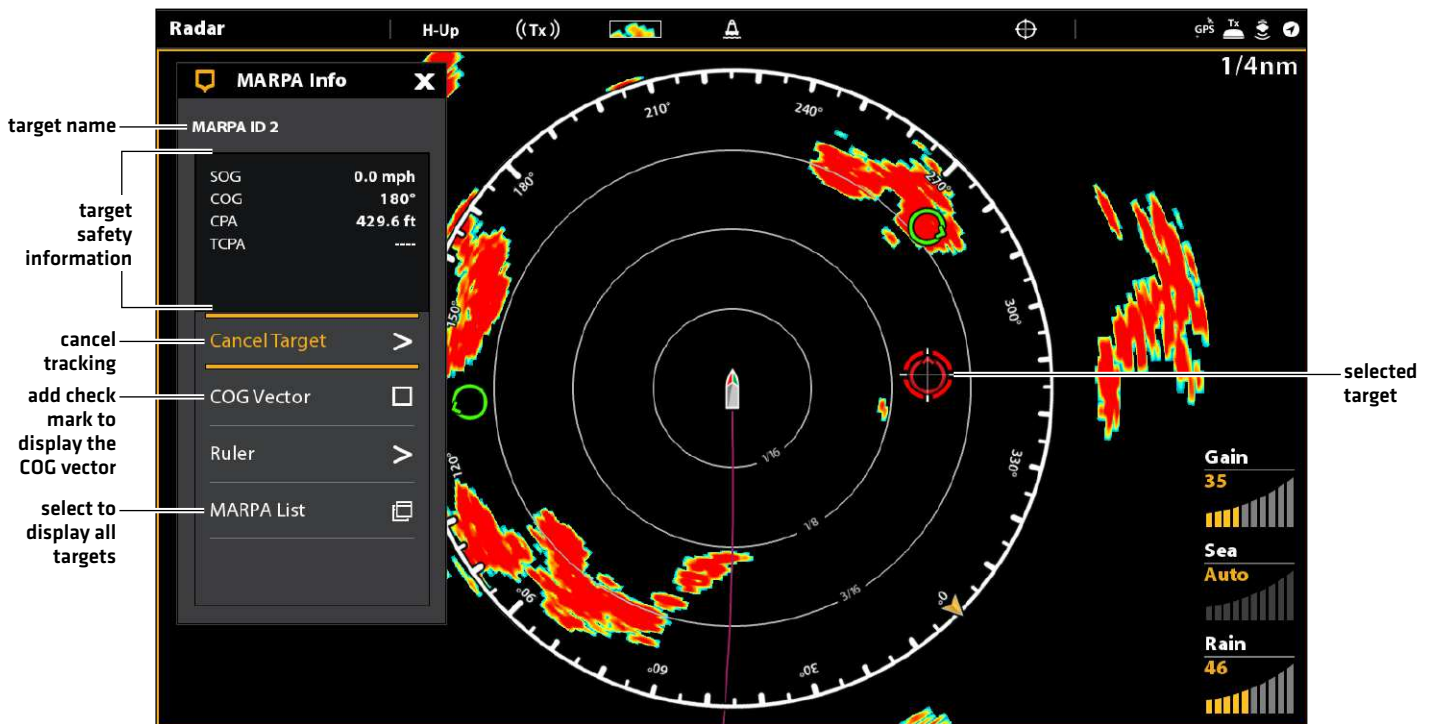 Radar
H-Up
((Tx))
GPS
Tx
1/4nm
MARPA Info
X
target name
MARPA ID 2
SOG 0.0 mph
COG 180°
CPA 429.6 ft
TCPA ----
target
safety
information
Cancel Target >
cancel
tracking
COG Vector
add check
mark to
display the
COG vector
Ruler >
MARPA List
select to
display all
targets
210°
240°
180°
270°
150°
300°
120°
330°
90°
0°
60°
30°
1/16
1/8
3/16
selected
target
Gain
35
Sea
Auto
Rain
46